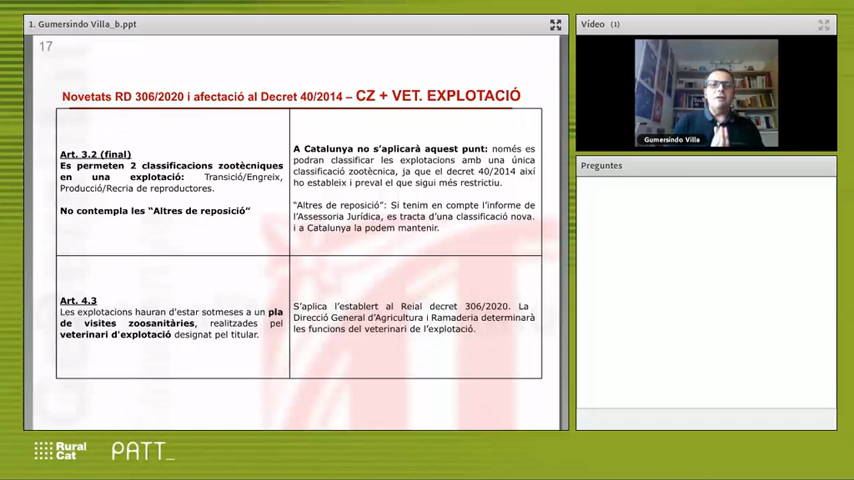 1. Gumersindo Villa_b.ppt
17
Novetats RD 306/2020 i afectació al Decret 40/2014 – CZ + VET. EXPLOTACIÓ
Art. 3.2 (final)
Es permeten 2 classificacions zootècniques
en una explotació: Transició/Engreix,
Producció/Recria de reproductores.
No contempla les “Altres de reposició”
A Catalunya no s’aplicarà aquest punt: només es
podran classificar les explotacions amb una única
classificació zootècnica, ja que el decret 40/2014 així
ho estableix i preval el que sigui més restrictiu.
“Altres de reposició”: Si tenim en compte l’informe de
l’Assessoria Jurídica, es tracta d’una classificació nova.
i a Catalunya la podem mantenir.
Art. 4.3
Les explotacions hauran d'estar sotmeses a un pla
de visites zoosanitàries, realitzades pel
veterinari d'explotació designat pel titular.
S’aplica l’establert al Reial decret 306/2020. La
Direcció General d’Agricultura i Ramaderia determinarà
les funcions del veterinari de l’explotació.
Vídeo (1)
Gumersindo Villa
Preguntes
Rural
Cat
PATT_